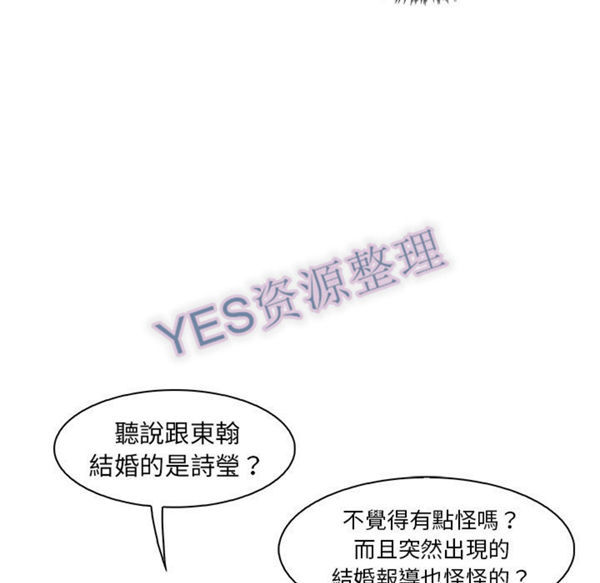 YES资源整理
聽說跟東翰
結婚的是詩瑩？
不覺得有點怪嗎？
而且突然出現的
結婚報導也怪怪的？